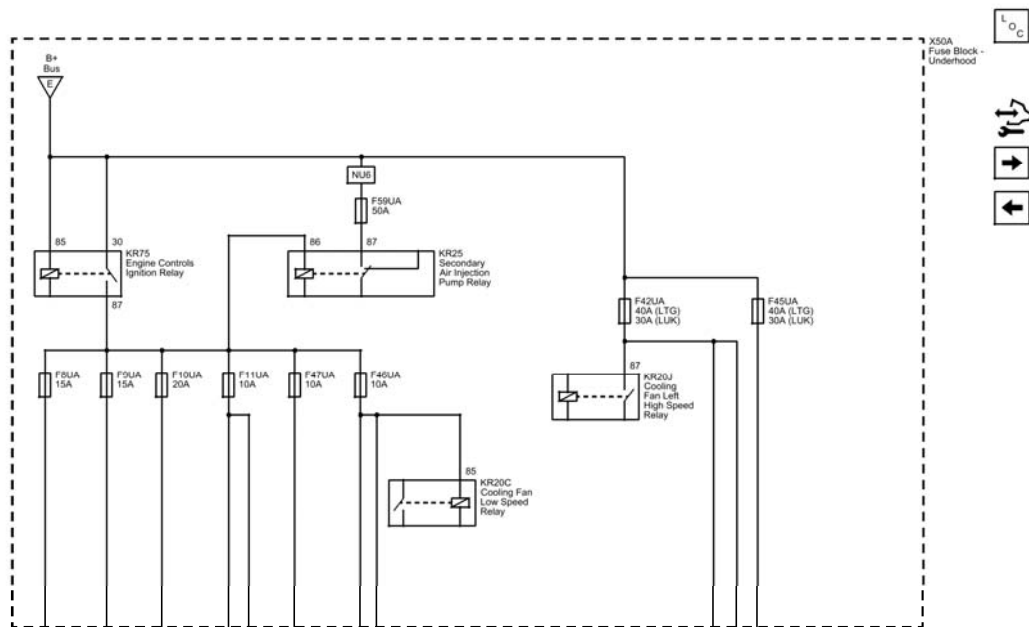 L
O
C
X50A
Fuse Block -
Underhood
B+
Bus
E
NU6
F59UA
50A
85
30
KR75
Engine Controls
Ignition Relay
87
86
87
KR25
Secondary
Air Injection
Pump Relay
F42UA
40A (LTG)
30A (LUK)
F45UA
40A (LTG)
30A (LUK)
F8UA
15A
F9UA
15A
F10UA
20A
F11UA
10A
F47UA
10A
F46UA
10A
87
KR20J
Cooling
Fan Left
High Speed
Relay
85
KR20C
Cooling Fan
Low Speed
Relay